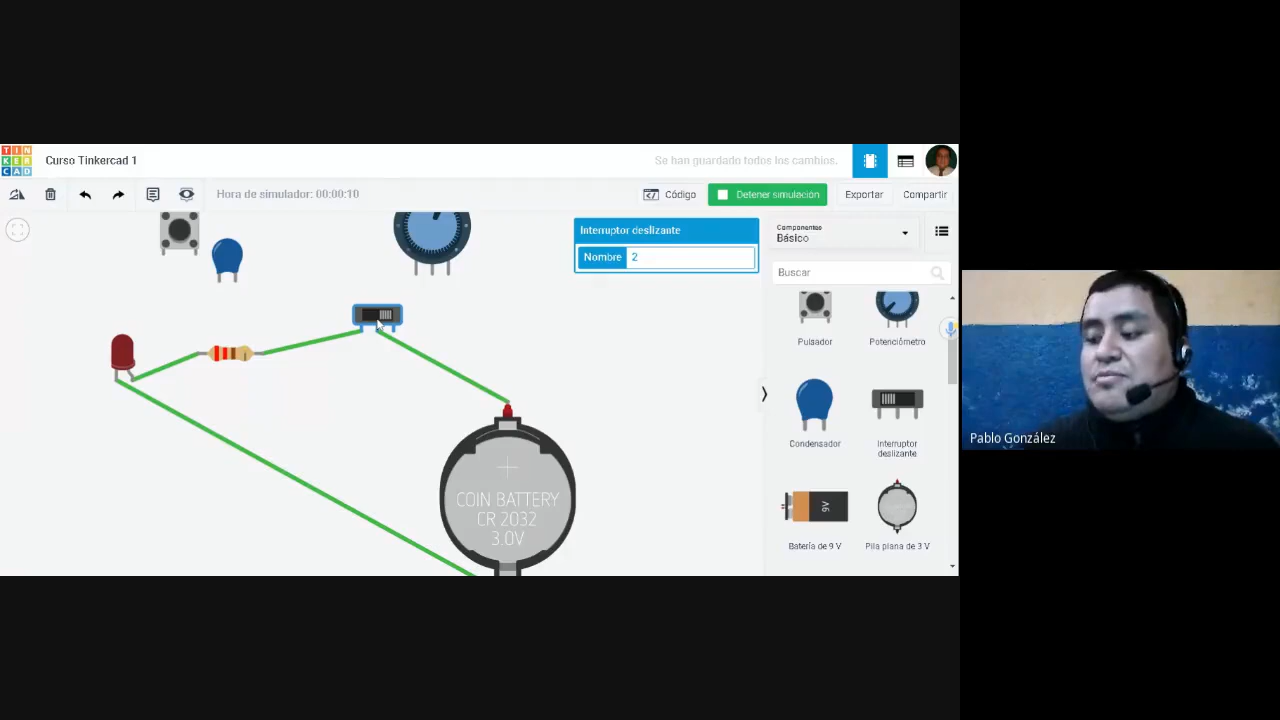 TIN
KER
CAD
Curso Tinkercad 1
Se han guardado todos los cambios.
Hora de simulador: 00:00:10
Código
Detener simulación
Exportar
Compartir
Interruptor deslizante
Nombre 2
Componentes
Básico
Buscar
Pulsador
Potenciómetro
Condensador
Interruptor
deslizante
9V
Batería de 9 V
Pila plana de 3 V
COIN BATTERY
CR 2032
3.0V
Pablo González